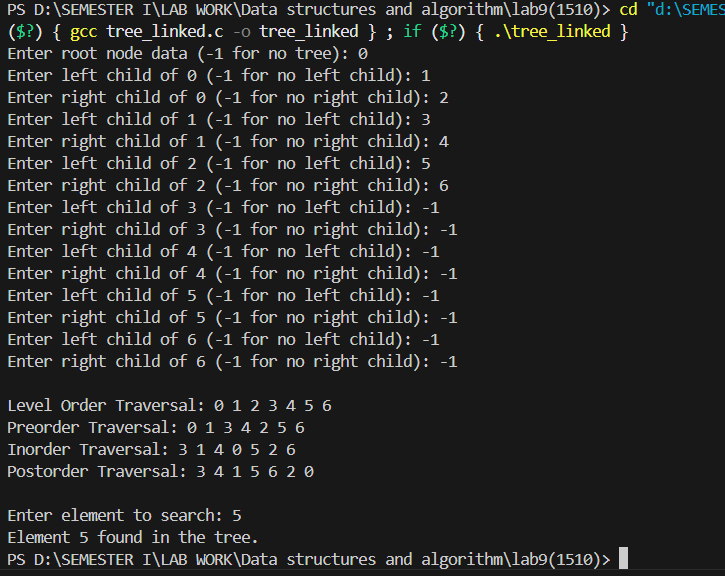 PS D:\SEMESTER I\LAB WORK\Data structures and algorithm\lab9(1510)> cd "d:\SEMES
($?) { gcc tree_linked.c -o tree_linked } ; if ($?) { .\tree_linked }
Enter root node data (-1 for no tree): 0
Enter left child of 0 (-1 for no left child): 1
Enter right child of 0 (-1 for no right child): 2
Enter left child of 1 (-1 for no left child): 3
Enter right child of 1 (-1 for no right child): 4
Enter left child of 2 (-1 for no left child): 5
Enter right child of 2 (-1 for no right child): 6
Enter left child of 3 (-1 for no left child): -1
Enter right child of 3 (-1 for no right child): -1
Enter left child of 4 (-1 for no left child): -1
Enter right child of 4 (-1 for no right child): -1
Enter left child of 5 (-1 for no left child): -1
Enter right child of 5 (-1 for no right child): -1
Enter left child of 6 (-1 for no left child): -1
Enter right child of 6 (-1 for no right child): -1
Level Order Traversal: 0 1 2 3 4 5 6
Preorder Traversal: 0 1 3 4 2 5 6
Inorder Traversal: 3 1 4 0 5 2 6
Postorder Traversal: 3 4 1 5 6 2 0
Enter element to search: 5
Element 5 found in the tree.
PS D:\SEMESTER I\LAB WORK\Data structures and algorithm\lab9(1510)>